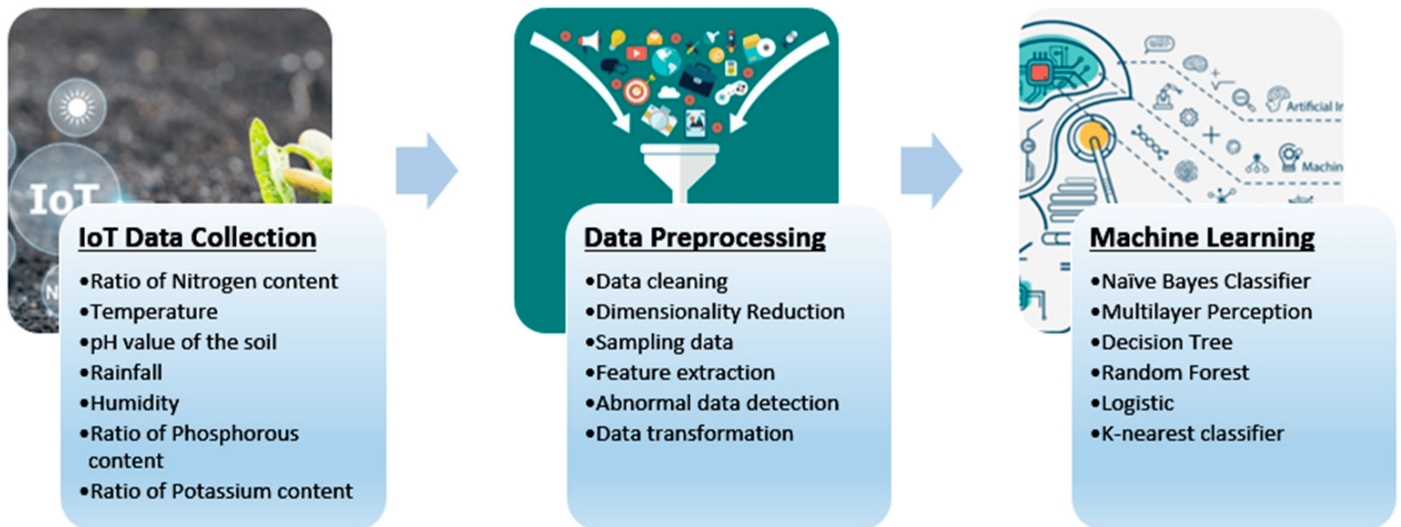 IoT
N
IoT Data Collection
•Ratio of Nitrogen content
•Temperature
•pH value of the soil
•Rainfall
•Humidity
•Ratio of Phosphorous
content
•Ratio of Potassium content
Data Preprocessing
•Data cleaning
•Dimensionality Reduction
•Sampling data
•Feature extraction
•Abnormal data detection
•Data transformation
Artificial In
Machin
Machine Learning
•Naïve Bayes Classifier
•Multilayer Perception
•Decision Tree
•Random Forest
•Logistic
•K-nearest classifier